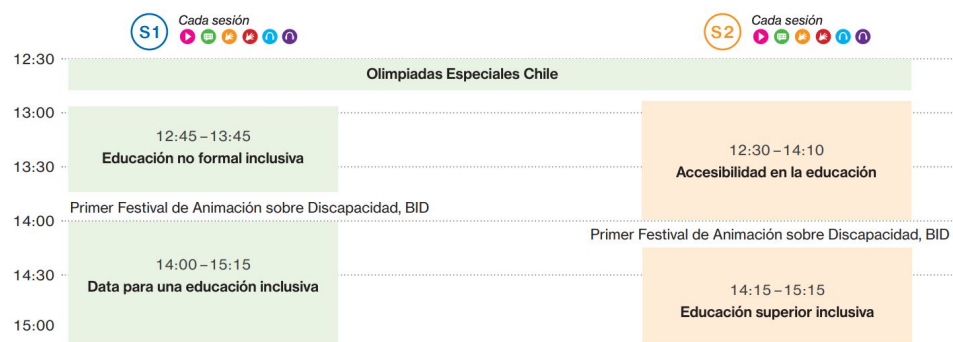 S1
Cada sesión
S2
Cada sesión
12:30
Olimpiadas Especiales Chile
13:00
12:45 – 13:45
Educación no formal inclusiva
12:30 – 14:10
Accesibilidad en la educación
13:30
Primer Festival de Animación sobre Discapacidad, BID
14:00
Primer Festival de Animación sobre Discapacidad, BID
14:00 – 15:15
Data para una educación inclusiva
14:30
14:15 – 15:15
Educación superior inclusiva
15:00